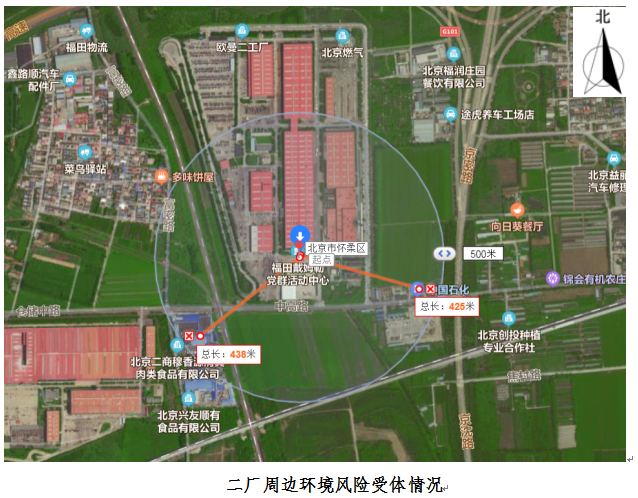 北
G101
福田物流
欧曼二工厂
北京燃气
北京福润庄园
餐饮有限公司
鑫路顺汽车
配件厂
途虎养车工场店
菜鸟驿站
多味饼屋
北京益丽
汽车修理
向日葵餐厅
北京市怀柔区
起点
500米
福田戴姆勒
党群活动中心
锦会有机农庄
国石化
总长：425米
仓储中路
中高路
北京创投种植
专业合作社
总长：438米
北京二商穆香源清真
肉类食品有限公司
北京兴友顺有
食品有限公司
二厂周边环境风险受体情况